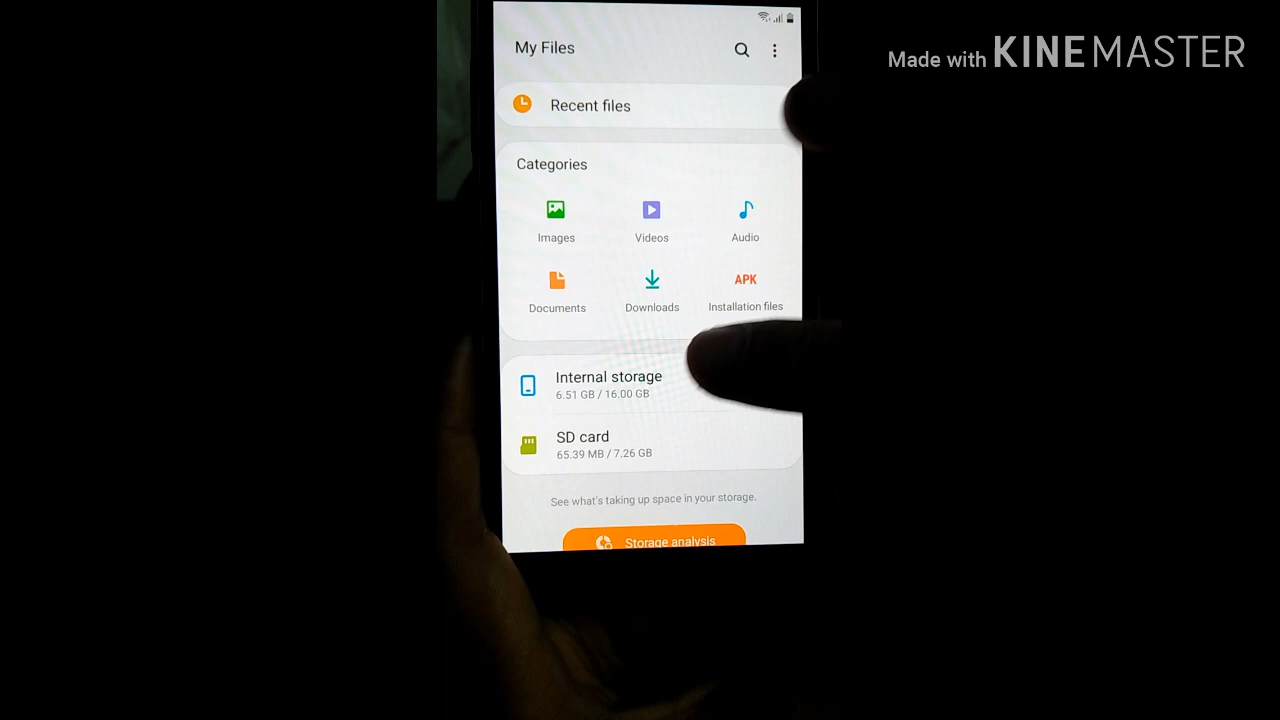 My Files
Made with KINEMASTER
Recent files
Categories
Images Videos Audio
APK
Documents Downloads Installation files
Internal storage
6.51 GB / 16.00 GB
SD card
65.39 MB / 7.26 GB
See what's taking up space in your storage.
Storage analysis